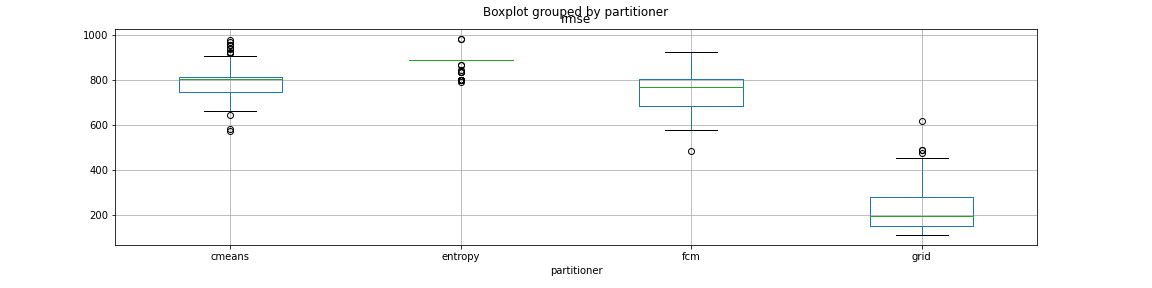 Boxplot grouped by partitioner
rmse
1000
800
600
400
200
cmeans entropy fcm grid
partitioner